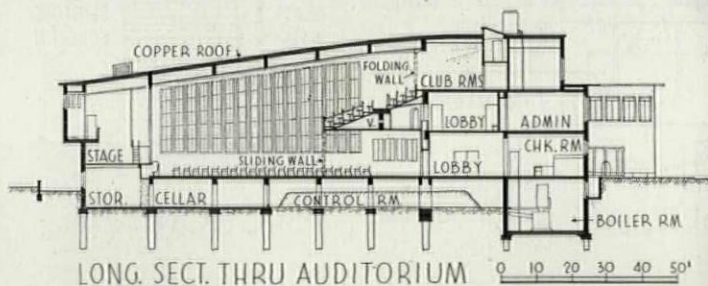 COPPER ROOF
FOLDING
WALL
CLUB RMS
V.
LOBBY
ADMIN
STAGE
SLIDING WALL
LOBBY
CHK. RM
STOR.
CELLAR
CONTROL RM
BOILER RM
LONG. SECT. THRU AUDITORIUM
0 10 20 30 40 50'